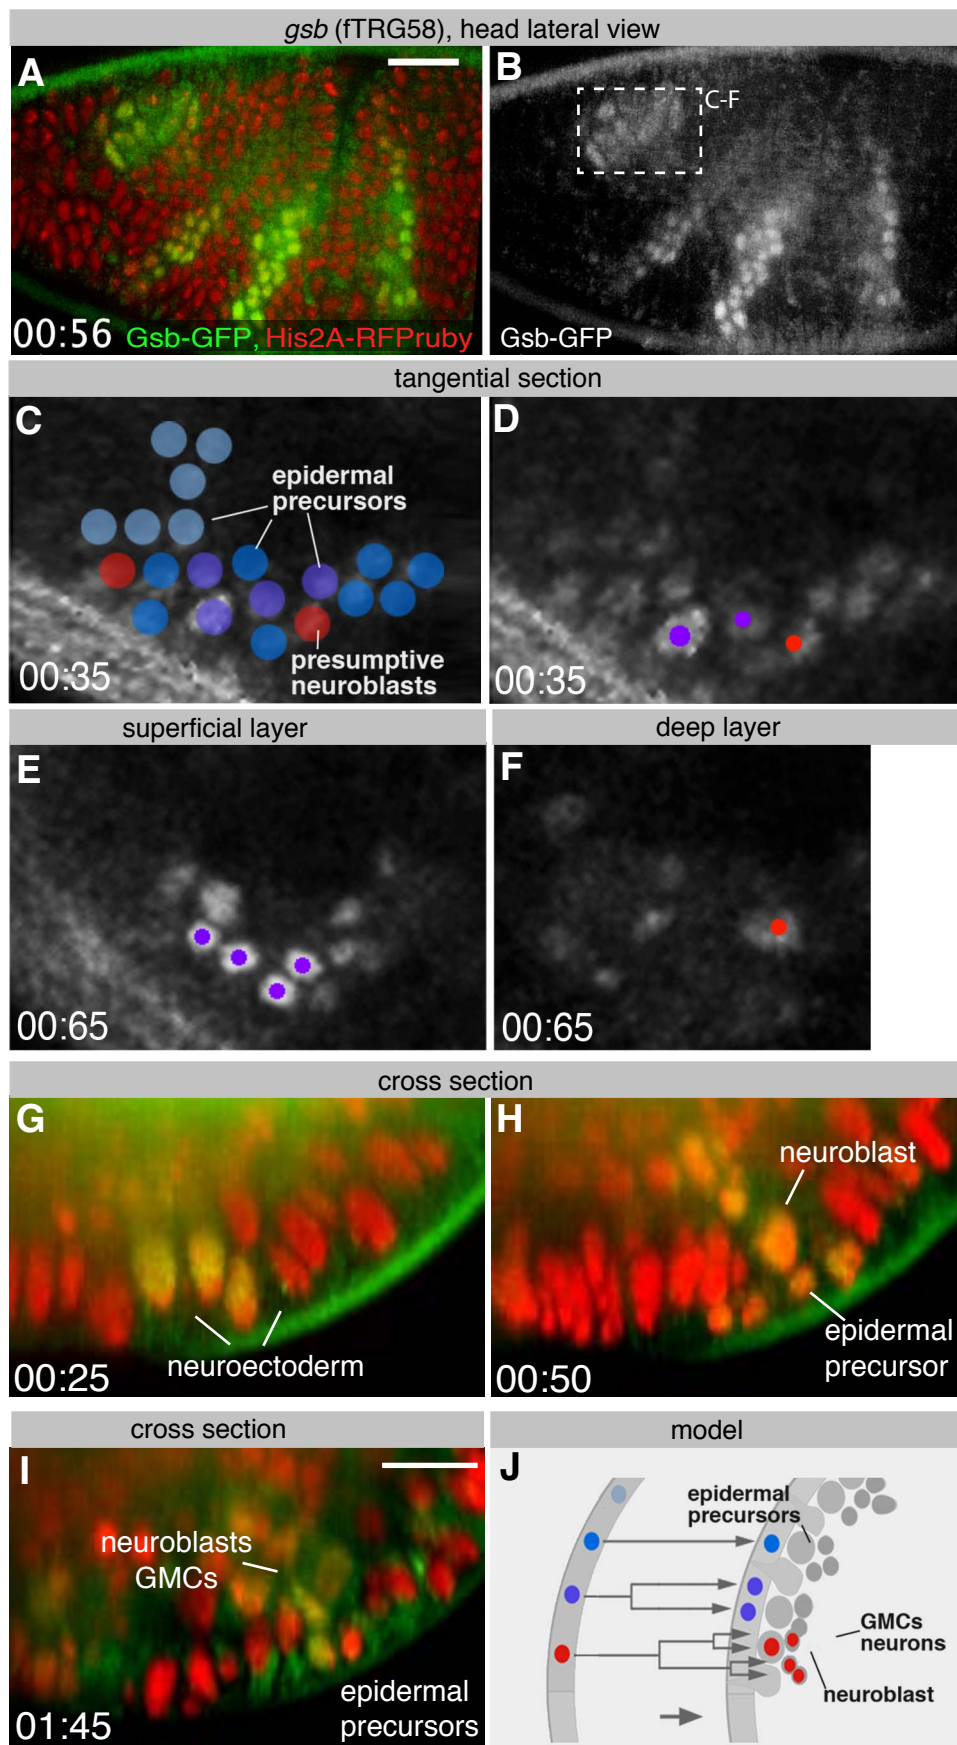 gsb (fTRG58), head lateral view
A
B
C-F
00:56 Gsb-GFP, His2A-RFPruby
Gsb-GFP
tangential section
C
D
epidermal
precursors
presumptive
neuroblasts
00:35
00:35
superficial layer
deep layer
E
F
00:65
00:65
cross section
G
H
neuroblast
neuroectoderm
epidermal
precursor
00:25
00:50
cross section
model
I
J
neuroblasts
GMCs
epidermal
precursors
01:45
epidermal
precursors
GMCs
neurons
neuroblast